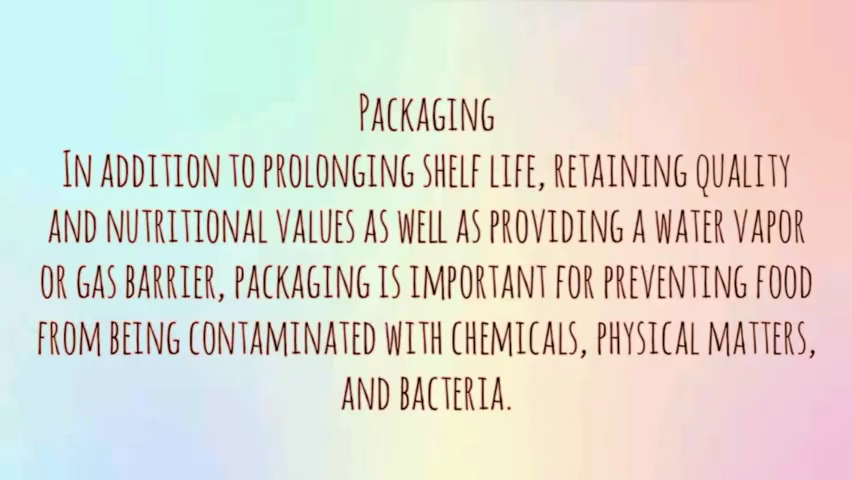 Packaging
In addition to prolonging shelf life, retaining quality
and nutritional values as well as providing a water vapor
or gas barrier, packaging is important for preventing food
from being contaminated with chemicals, physical matters,
and bacteria.